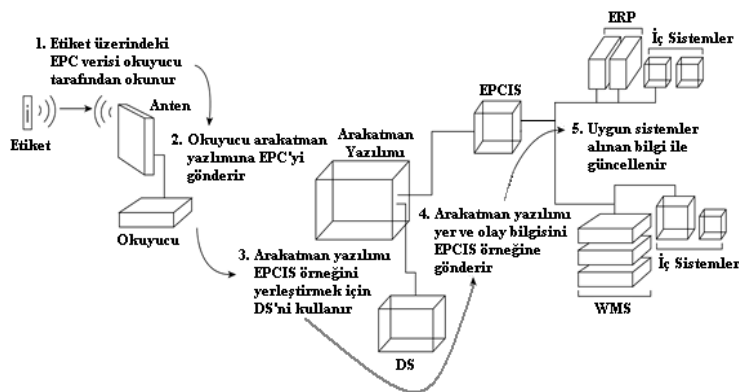 1. Etiket üzerindeki
EPC verisi okuyucu
tarafından okunur
Etiket
Anten
2. Okuyucu arakatman
yazılımına EPC'yi
gönderir
Okuyucu
3. Arakatman yazılımı
EPCIS örneğini
yerleştirmek için
DS'ni kullanır
Arakatman
Yazılımı
DS
4. Arakatman yazılımı
yer ve olay bilgisini
EPCIS örneğine
gönderir
EPCIS
ERP
İç Sistemler
5. Uygun sistemler
alınan bilgi ile
güncellenir
WMS
İç Sistemler